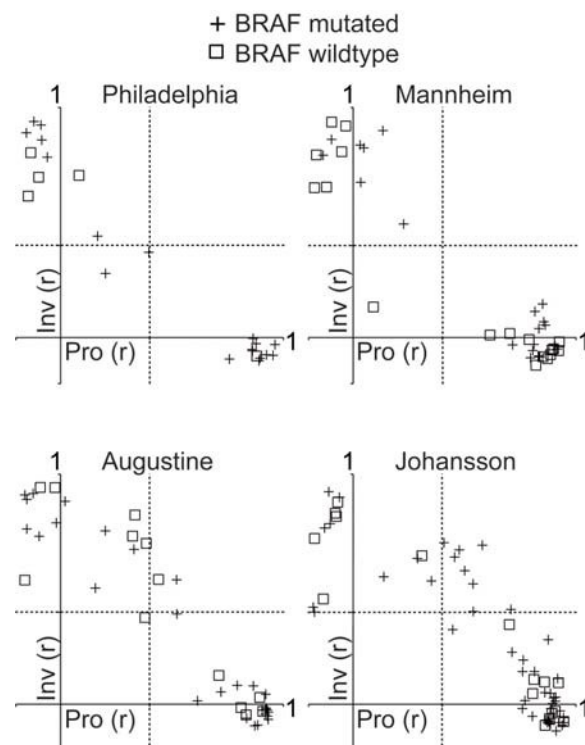 + BRAF mutated
□ BRAF wildtype
Philadelphia
1
Inv (r)
Pro (r)
1
Mannheim
1
Inv (r)
Pro (r)
1
Augustine
1
Inv (r)
Pro (r)
1
Johansson
1
Inv (r)
Pro (r)
1